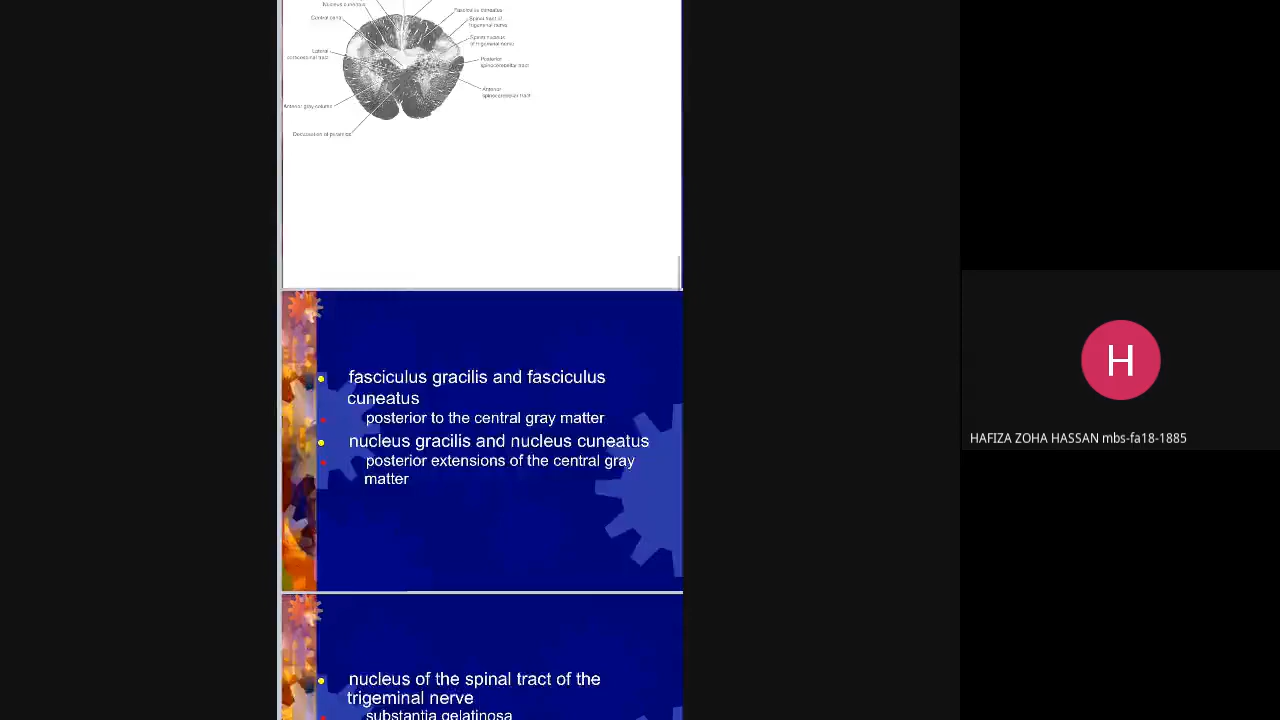 Nucleus cuneatus
Fasciculus cuneatus
Central canal
Spinal tract of
trigeminal nerve
Spinal nucleus
of trigeminal nerve
Lateral
corticospinal tract
Posterior
spinocerebellar tract
Anterior
spinocerebellar tract
Anterior gray column
Decussation of pyramids
fasciculus gracilis and fasciculus
cuneatus
posterior to the central gray matter
nucleus gracilis and nucleus cuneatus
posterior extensions of the central gray
matter
nucleus of the spinal tract of the
trigeminal nerve
substantia gelatinosa
H
HAFIZA ZOHA HASSAN mbs-fa18-1885